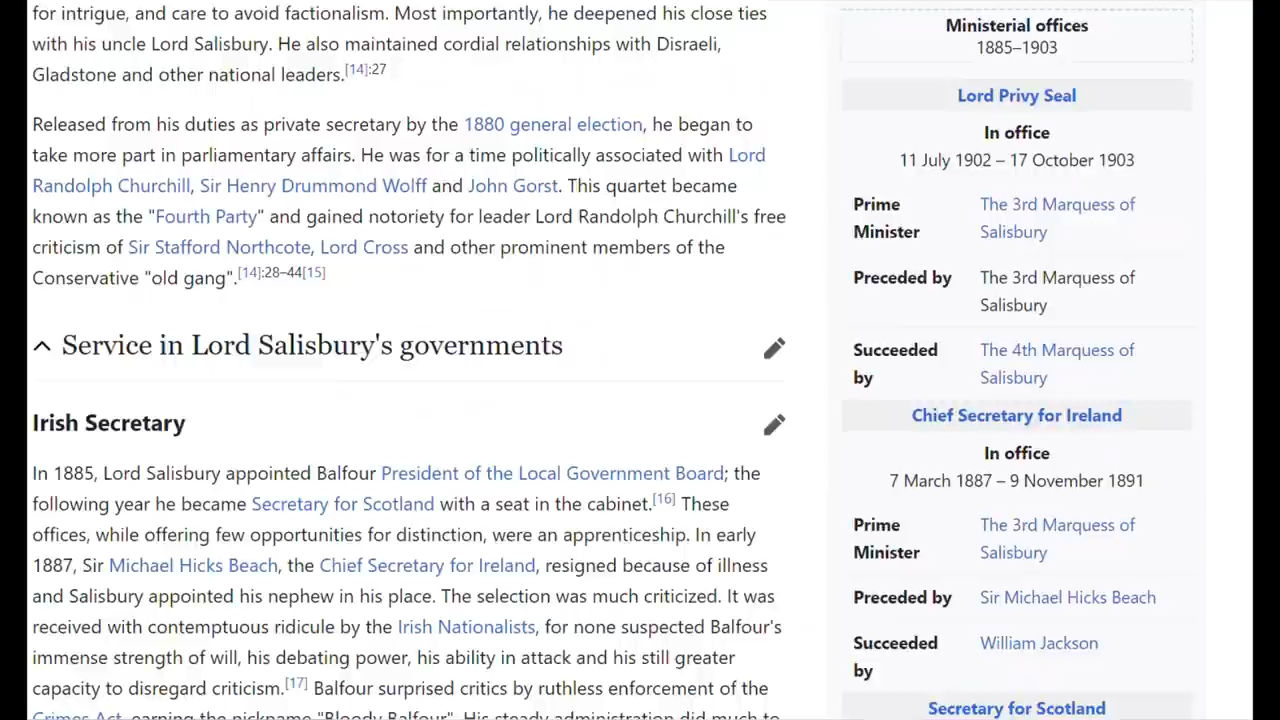 for intrigue, and care to avoid factionalism. Most importantly, he deepened his close ties
with his uncle Lord Salisbury. He also maintained cordial relationships with Disraeli,
Gladstone and other national leaders.[14]:27
Released from his duties as private secretary by the 1880 general election, he began to
take more part in parliamentary affairs. He was for a time politically associated with Lord
Randolph Churchill, Sir Henry Drummond Wolff and John Gorst. This quartet became
known as the "Fourth Party" and gained notoriety for leader Lord Randolph Churchill's free
criticism of Sir Stafford Northcote, Lord Cross and other prominent members of the
Conservative "old gang".[14]:28–44[15]
Service in Lord Salisbury's governments
Irish Secretary
In 1885, Lord Salisbury appointed Balfour President of the Local Government Board; the
following year he became Secretary for Scotland with a seat in the cabinet.[16] These
offices, while offering few opportunities for distinction, were an apprenticeship. In early
1887, Sir Michael Hicks Beach, the Chief Secretary for Ireland, resigned because of illness
and Salisbury appointed his nephew in his place. The selection was much criticized. It was
received with contemptuous ridicule by the Irish Nationalists, for none suspected Balfour's
immense strength of will, his debating power, his ability in attack and his still greater
capacity to disregard criticism.[17] Balfour surprised critics by ruthless enforcement of the
Crimes Act, earning the nickname "Bloody Balfour". His steady administration did much to
Ministerial offices
1885–1903
Lord Privy Seal
In office
11 July 1902 – 17 October 1903
Prime The 3rd Marquess of
Minister Salisbury
Preceded by The 3rd Marquess of
Salisbury
Succeeded The 4th Marquess of
by Salisbury
Chief Secretary for Ireland
In office
7 March 1887 – 9 November 1891
Prime The 3rd Marquess of
Minister Salisbury
Preceded by Sir Michael Hicks Beach
Succeeded William Jackson
by
Secretary for Scotland